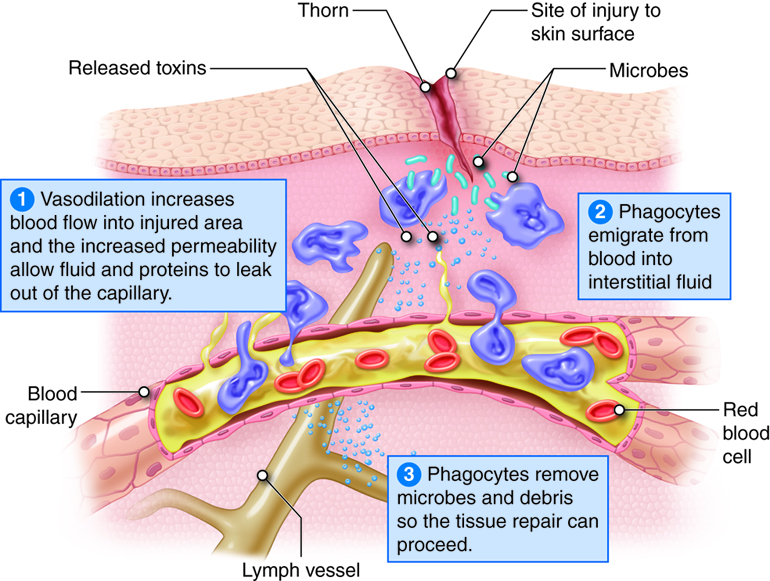 Thorn
Site of injury to
skin surface
Released toxins
Microbes
1 Vasodilation increases
blood flow into injured area
and the increased permeability
allow fluid and proteins to leak
out of the capillary.
2 Phagocytes
emigrate from
blood into
interstitial fluid
Blood
capillary
Red
blood
cell
3 Phagocytes remove
microbes and debris
so the tissue repair can
proceed.
Lymph vessel